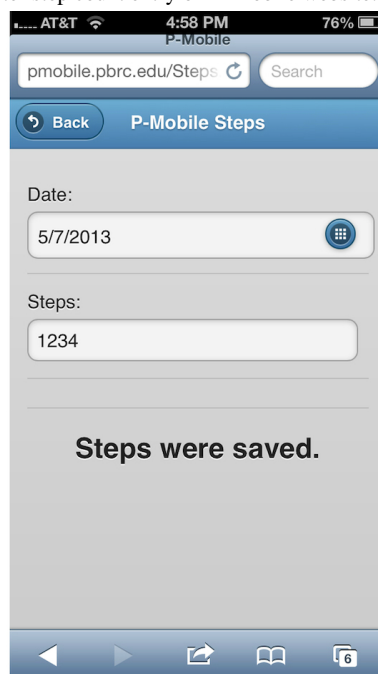 AT&T 4:58 PM 76%
P-Mobile
pmobile.pbrc.edu/Steps Search
Back P-Mobile Steps
Date:
5/7/2013
Steps:
1234
Steps were saved.
6